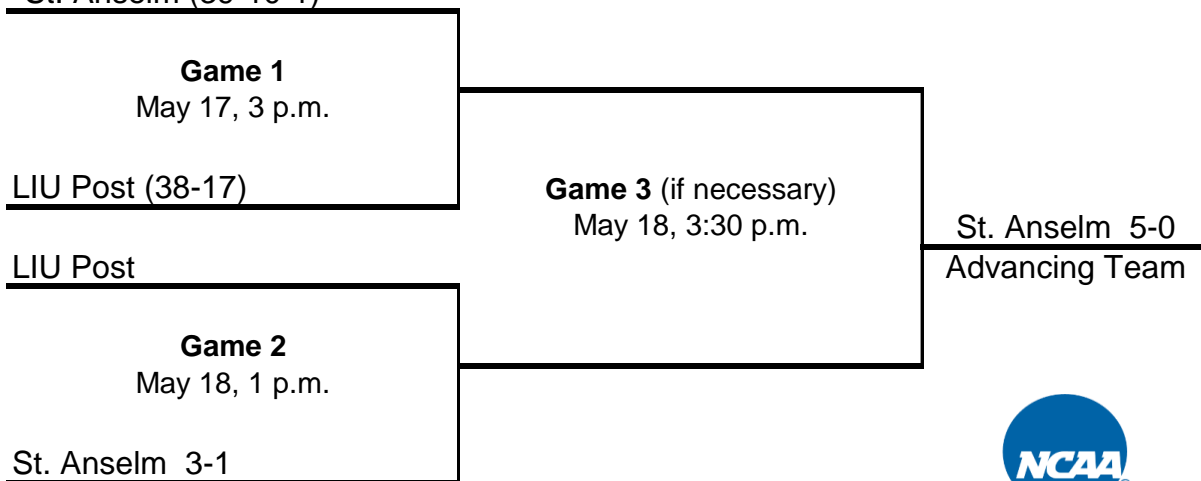 Game 1
May 17, 3 p.m.
LIU Post (38-17)
Game 3 (if necessary)
May 18, 3:30 p.m.
St. Anselm 5-0
Advancing Team
LIU Post
Game 2
May 18, 1 p.m.
St. Anselm 3-1
NCAA